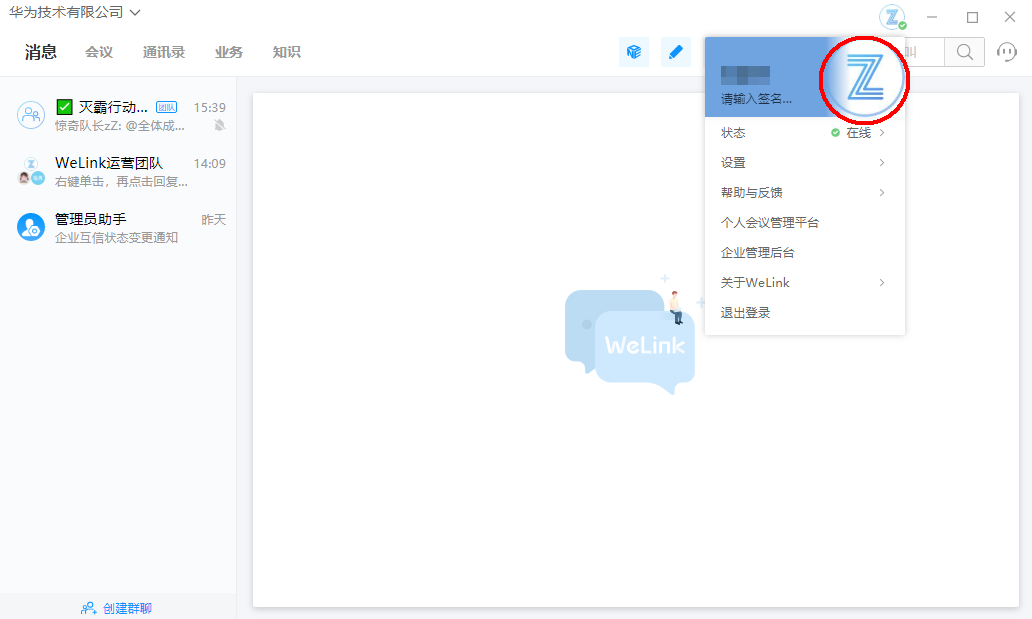 华为技术有限公司
消息 会议 通讯录 业务 知识
叫
请输入签名...
状态 在线
设置
帮助与反馈
个人会议管理平台
企业管理后台
关于WeLink
退出登录
灭霸行动... 团队 15:39
惊奇队长zZ: @全体成...
WeLink运营团队 14:09
右键单击，再点击回复...
管理员助手 昨天
企业互信状态变更通知
WeLink
创建群聊